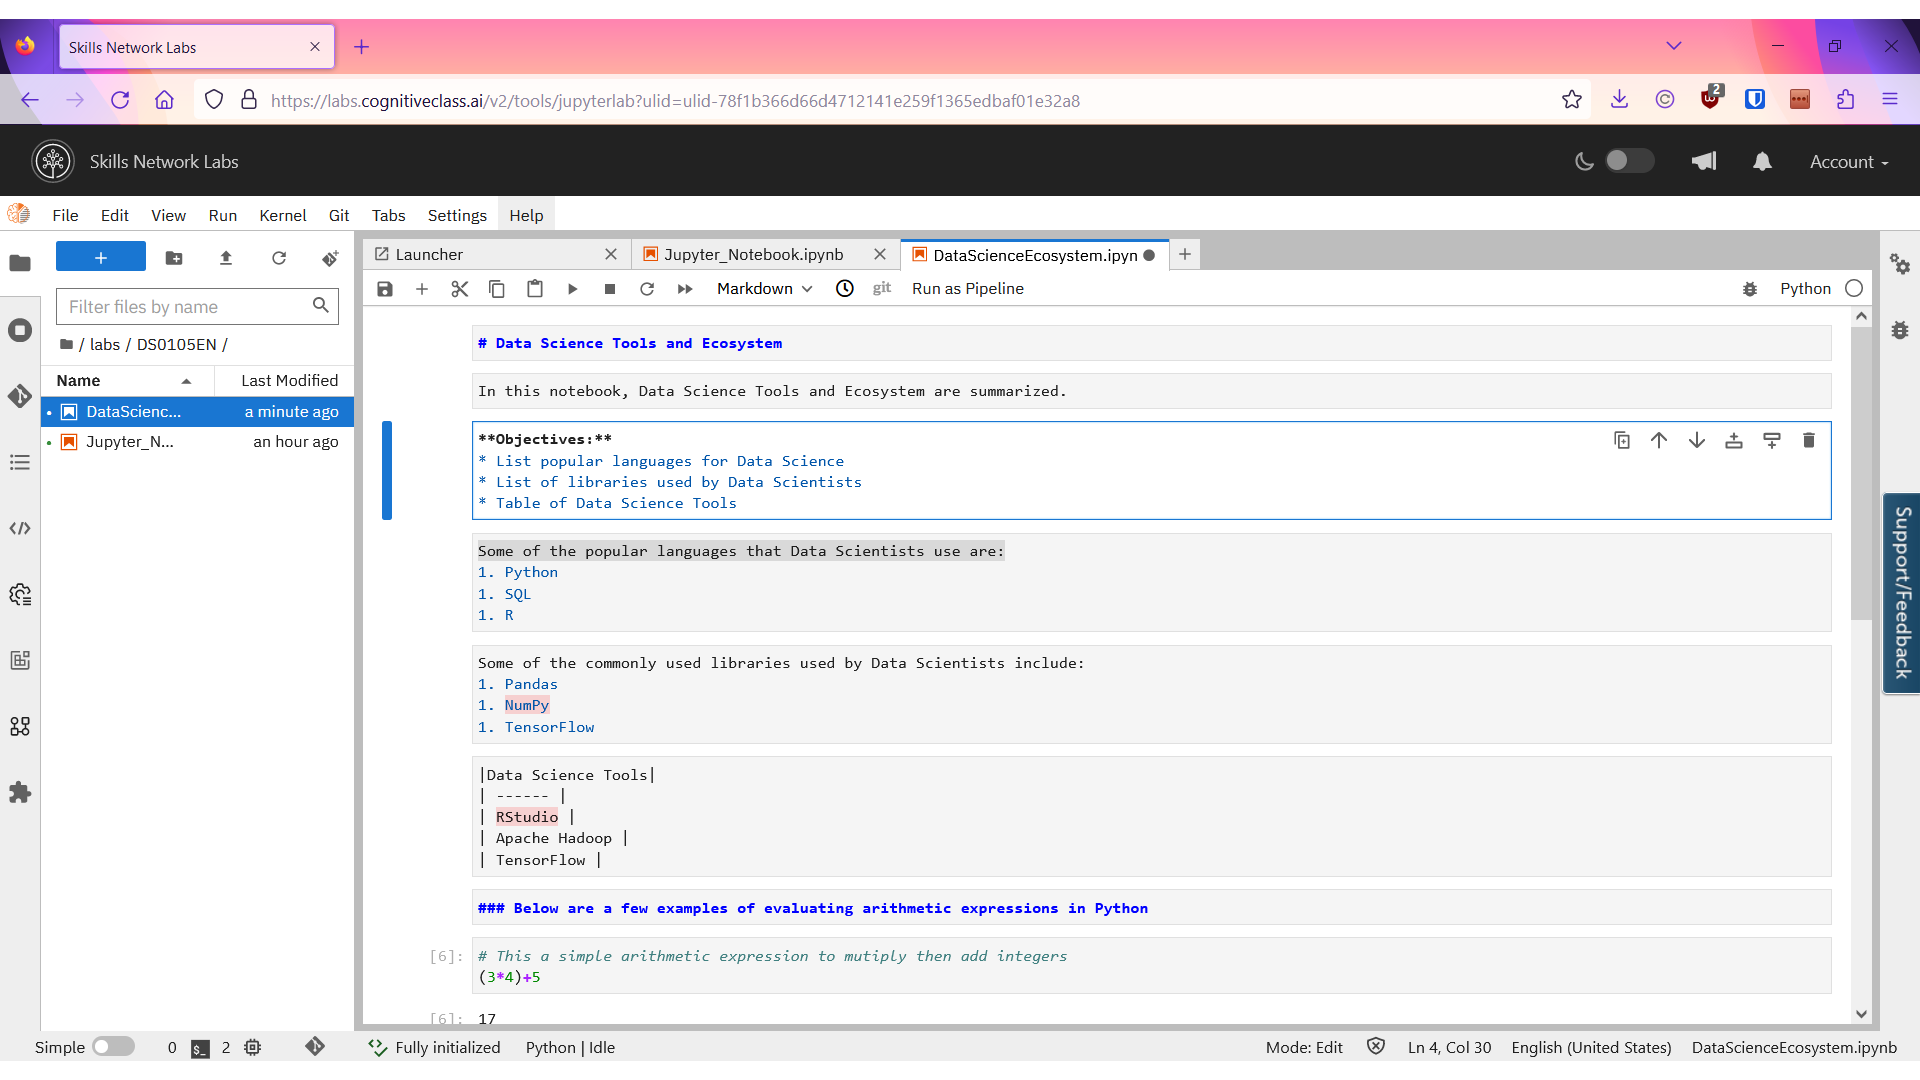 Skills Network Labs
https://labs.cognitiveclass.ai/v2/tools/jupyterlab?ulid=ulid-78f1b366d66d4712141e259f1365edbaf01e32a8
2
Skills Network Labs
Account
File Edit View Run Kernel Git Tabs Settings Help
Launcher
Jupyter_Notebook.ipynb
DataScienceEcosystem.ipyn
Filter files by name
/ labs / DS0105EN /
Name Last Modified
DataScienc... a minute ago
Jupyter_N... an hour ago
Markdown
git
Run as Pipeline
Python
# Data Science Tools and Ecosystem
In this notebook, Data Science Tools and Ecosystem are summarized.
**Objectives:**
* List popular languages for Data Science
* List of libraries used by Data Scientists
* Table of Data Science Tools
Some of the popular languages that Data Scientists use are:
1. Python
1. SQL
1. R
Some of the commonly used libraries used by Data Scientists include:
1. Pandas
1. NumPy
1. TensorFlow
|Data Science Tools|
| ------ |
| RStudio |
| Apache Hadoop |
| TensorFlow |
### Below are a few examples of evaluating arithmetic expressions in Python
[6]: # This a simple arithmetic expression to mutiply then add integers
(3*4)+5
[6]: 17
Support/Feedback
Simple 0 $_ 2 Fully initialized Python | Idle Mode: Edit Ln 4, Col 30 English (United States) DataScienceEcosystem.ipynb